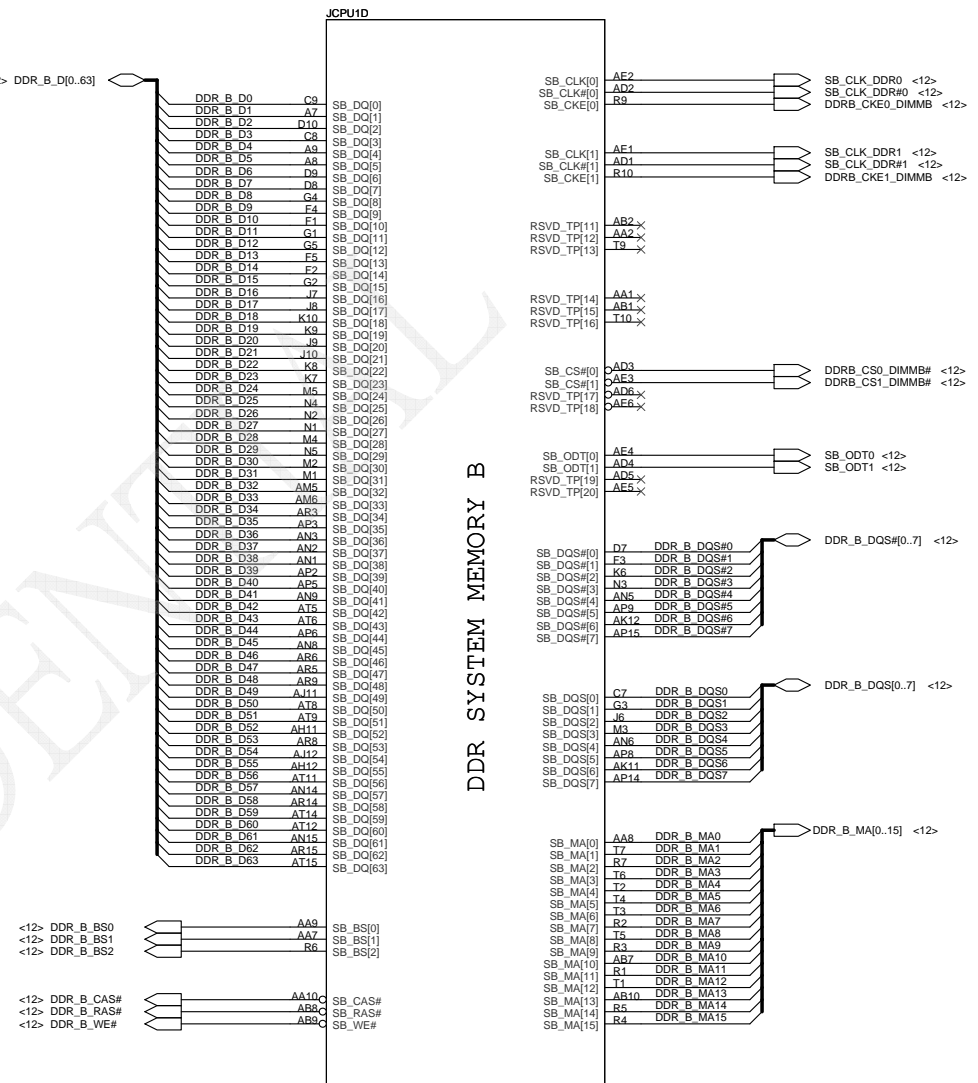 JCPU1D
DDR_B_D[0..63]
DDR_B_D0 C9 SB_DQ[0]
DDR_B_D1 A7 SB_DQ[1]
DDR_B_D2 D10 SB_DQ[2]
DDR_B_D3 C8 SB_DQ[3]
DDR_B_D4 A9 SB_DQ[4]
DDR_B_D5 A8 SB_DQ[5]
DDR_B_D6 D9 SB_DQ[6]
DDR_B_D7 D8 SB_DQ[7]
DDR_B_D8 G4 SB_DQ[8]
DDR_B_D9 F4 SB_DQ[9]
DDR_B_D10 F1 SB_DQ[10]
DDR_B_D11 G1 SB_DQ[11]
DDR_B_D12 G5 SB_DQ[12]
DDR_B_D13 F5 SB_DQ[13]
DDR_B_D14 F2 SB_DQ[14]
DDR_B_D15 G2 SB_DQ[15]
DDR_B_D16 J7 SB_DQ[16]
DDR_B_D17 J8 SB_DQ[17]
DDR_B_D18 K10 SB_DQ[18]
DDR_B_D19 K9 SB_DQ[19]
DDR_B_D20 J9 SB_DQ[20]
DDR_B_D21 J10 SB_DQ[21]
DDR_B_D22 K8 SB_DQ[22]
DDR_B_D23 K7 SB_DQ[23]
DDR_B_D24 M5 SB_DQ[24]
DDR_B_D25 N4 SB_DQ[25]
DDR_B_D26 N2 SB_DQ[26]
DDR_B_D27 N1 SB_DQ[27]
DDR_B_D28 M4 SB_DQ[28]
DDR_B_D29 N5 SB_DQ[29]
DDR_B_D30 M2 SB_DQ[30]
DDR_B_D31 M1 SB_DQ[31]
DDR_B_D32 AM5 SB_DQ[32]
DDR_B_D33 AM6 SB_DQ[33]
DDR_B_D34 AR3 SB_DQ[34]
DDR_B_D35 AP3 SB_DQ[35]
DDR_B_D36 AN3 SB_DQ[36]
DDR_B_D37 AN2 SB_DQ[37]
DDR_B_D38 AN1 SB_DQ[38]
DDR_B_D39 AP2 SB_DQ[39]
DDR_B_D40 AP5 SB_DQ[40]
DDR_B_D41 AN9 SB_DQ[41]
DDR_B_D42 AT5 SB_DQ[42]
DDR_B_D43 AT6 SB_DQ[43]
DDR_B_D44 AP6 SB_DQ[44]
DDR_B_D45 AN8 SB_DQ[45]
DDR_B_D46 AR6 SB_DQ[46]
DDR_B_D47 AR5 SB_DQ[47]
DDR_B_D48 AR9 SB_DQ[48]
DDR_B_D49 AJ11 SB_DQ[49]
DDR_B_D50 AT8 SB_DQ[50]
DDR_B_D51 AT9 SB_DQ[51]
DDR_B_D52 AH11 SB_DQ[52]
DDR_B_D53 AR8 SB_DQ[53]
DDR_B_D54 AJ12 SB_DQ[54]
DDR_B_D55 AH12 SB_DQ[55]
DDR_B_D56 AT11 SB_DQ[56]
DDR_B_D57 AN14 SB_DQ[57]
DDR_B_D58 AR14 SB_DQ[58]
DDR_B_D59 AT14 SB_DQ[59]
DDR_B_D60 AT12 SB_DQ[60]
DDR_B_D61 AN15 SB_DQ[61]
DDR_B_D62 AR15 SB_DQ[62]
DDR_B_D63 AT15 SB_DQ[63]
<12> DDR_B_BS0 AA9 SB_BS[0]
<12> DDR_B_BS1 AA7 SB_BS[1]
<12> DDR_B_BS2 R6 SB_BS[2]
<12> DDR_B_CAS# AA10 SB_CAS#
<12> DDR_B_RAS# AB8 SB_RAS#
<12> DDR_B_WE# AB9 SB_WE#
DDR SYSTEM MEMORY B
SB_CLK[0] AE2 SB_CLK_DDR0 <12>
SB_CLK#[0] AD2 SB_CLK_DDR#0 <12>
SB_CKE[0] R9 DDRB_CKE0_DIMMB <12>
SB_CLK[1] AE1 SB_CLK_DDR1 <12>
SB_CLK#[1] AD1 SB_CLK_DDR#1 <12>
SB_CKE[1] R10 DDRB_CKE1_DIMMB <12>
RSVD_TP[11] AB2
RSVD_TP[12] AA2
RSVD_TP[13] T9
RSVD_TP[14] AA1
RSVD_TP[15] AB1
RSVD_TP[16] T10
SB_CS#[0] AD3 DDRB_CS0_DIMMB# <12>
SB_CS#[1] AE3 DDRB_CS1_DIMMB# <12>
RSVD_TP[17] AD6
RSVD_TP[18] AE6
SB_ODT[0] AE4 SB_ODT0 <12>
SB_ODT[1] AD4 SB_ODT1 <12>
RSVD_TP[19] AD5
RSVD_TP[20] AE5
DDR_B_DQS#[0..7] <12>
SB_DQS#[0] D7 DDR_B_DQS#0
SB_DQS#[1] F3 DDR_B_DQS#1
SB_DQS#[2] K6 DDR_B_DQS#2
SB_DQS#[3] N3 DDR_B_DQS#3
SB_DQS#[4] AN5 DDR_B_DQS#4
SB_DQS#[5] AP9 DDR_B_DQS#5
SB_DQS#[6] AK12 DDR_B_DQS#6
SB_DQS#[7] AP15 DDR_B_DQS#7
DDR_B_DQS[0..7] <12>
SB_DQS[0] C7 DDR_B_DQS0
SB_DQS[1] G3 DDR_B_DQS1
SB_DQS[2] J6 DDR_B_DQS2
SB_DQS[3] M3 DDR_B_DQS3
SB_DQS[4] AN6 DDR_B_DQS4
SB_DQS[5] AP8 DDR_B_DQS5
SB_DQS[6] AK11 DDR_B_DQS6
SB_DQS[7] AP14 DDR_B_DQS7
DDR_B_MA[0..15] <12>
SB_MA[0] AA8 DDR_B_MA0
SB_MA[1] T7 DDR_B_MA1
SB_MA[2] R7 DDR_B_MA2
SB_MA[3] T6 DDR_B_MA3
SB_MA[4] T2 DDR_B_MA4
SB_MA[5] T4 DDR_B_MA5
SB_MA[6] T3 DDR_B_MA6
SB_MA[7] R2 DDR_B_MA7
SB_MA[8] T5 DDR_B_MA8
SB_MA[9] R3 DDR_B_MA9
SB_MA[10] AB7 DDR_B_MA10
SB_MA[11] R1 DDR_B_MA11
SB_MA[12] T1 DDR_B_MA12
SB_MA[13] AB10 DDR_B_MA13
SB_MA[14] R5 DDR_B_MA14
SB_MA[15] R4 DDR_B_MA15